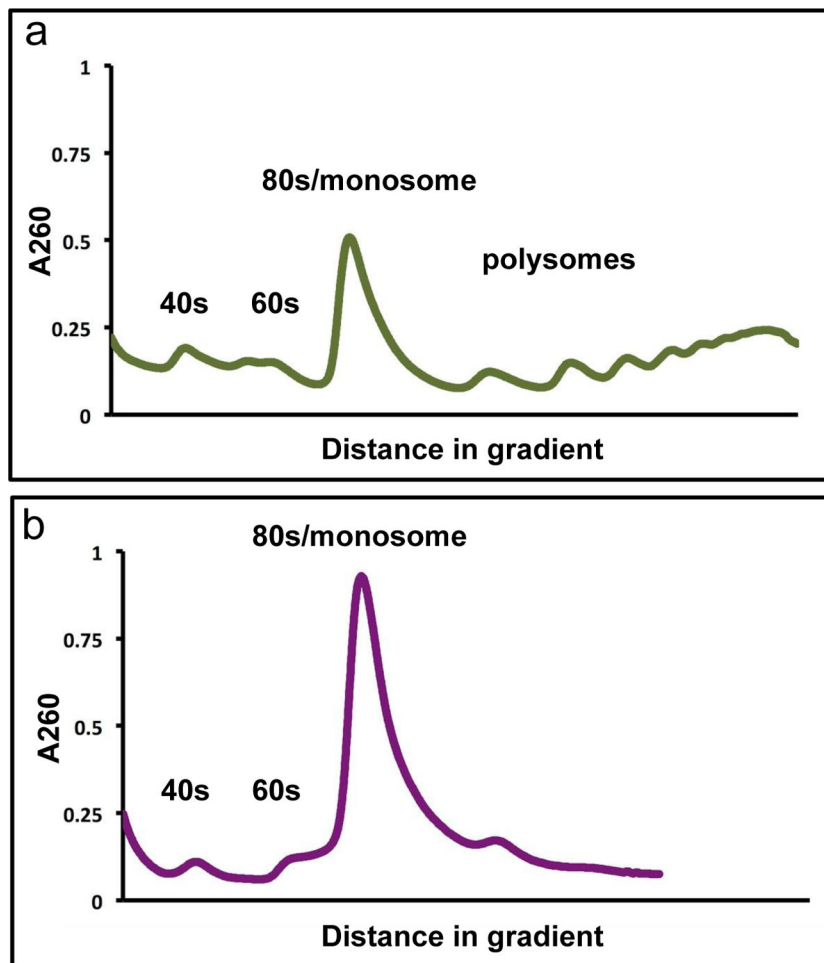 a
1
0.75
80s/monosome
0.5
A260
polysomes
40s
60s
0.25
0
Distance in gradient
b
80s/monosome
1
0.75
A260
0.5
40s
60s
0.25
0
Distance in gradient